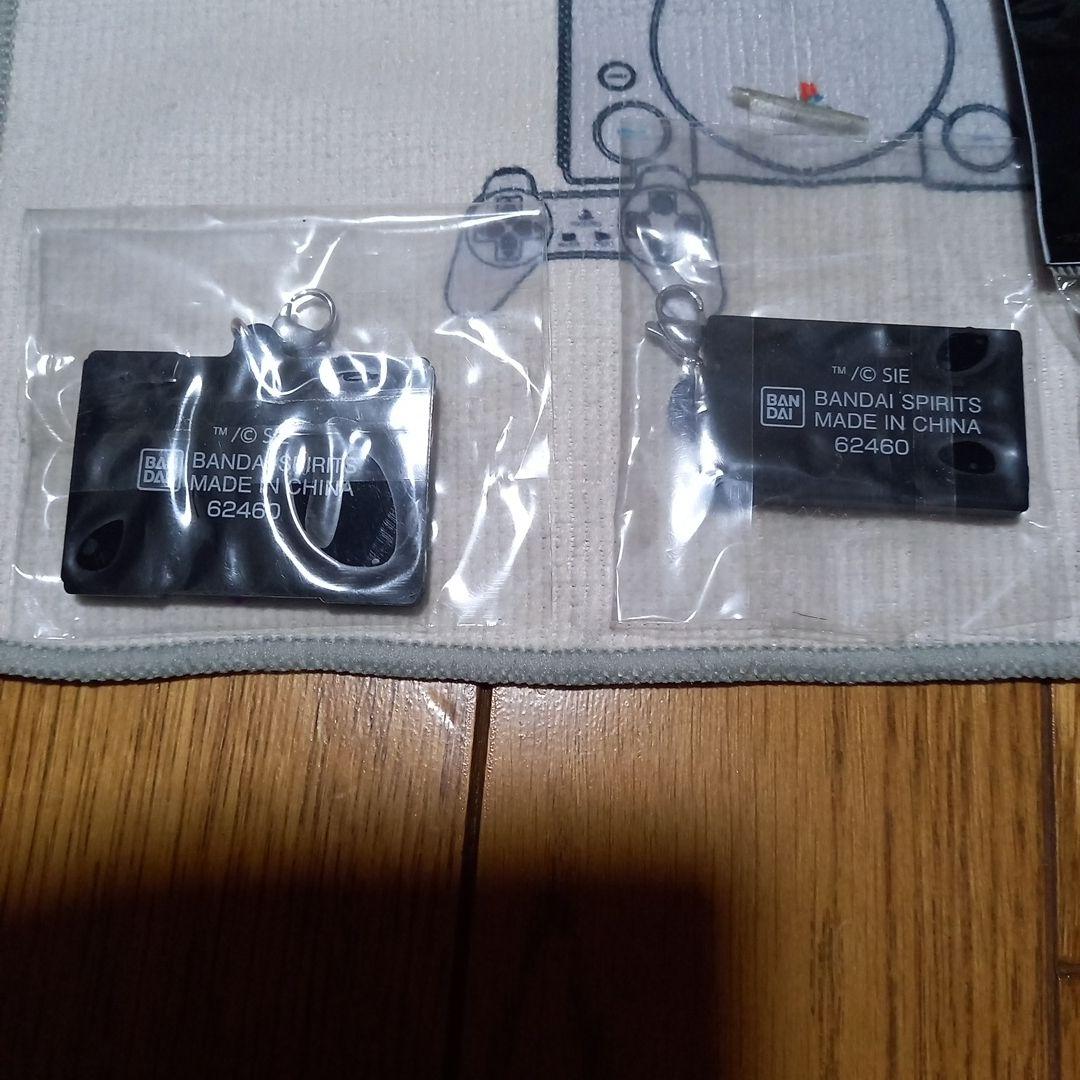 ™/© S
BAN
DAI
BANDAI SPIRITS
MADE IN CHINA
62460
™/© SIE
BAN
DAI
BANDAI SPIRITS
MADE IN CHINA
62460